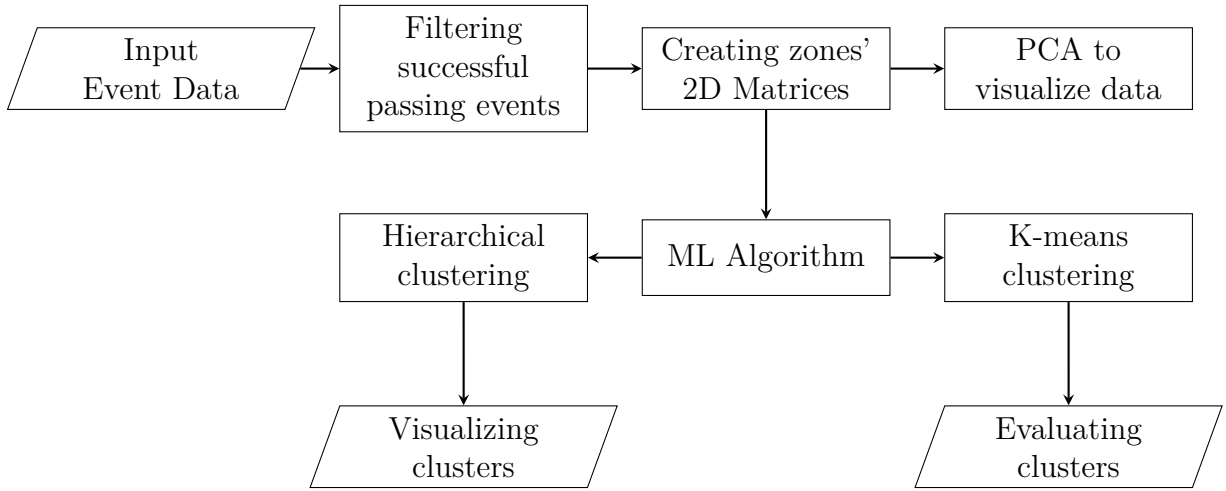 Input
Event Data
Filtering
successful
passing events
Creating zones'
2D Matrices
PCA to
visualize data
Hierarchical
clustering
ML Algorithm
K-means
clustering
Visualizing
clusters
Evaluating
clusters